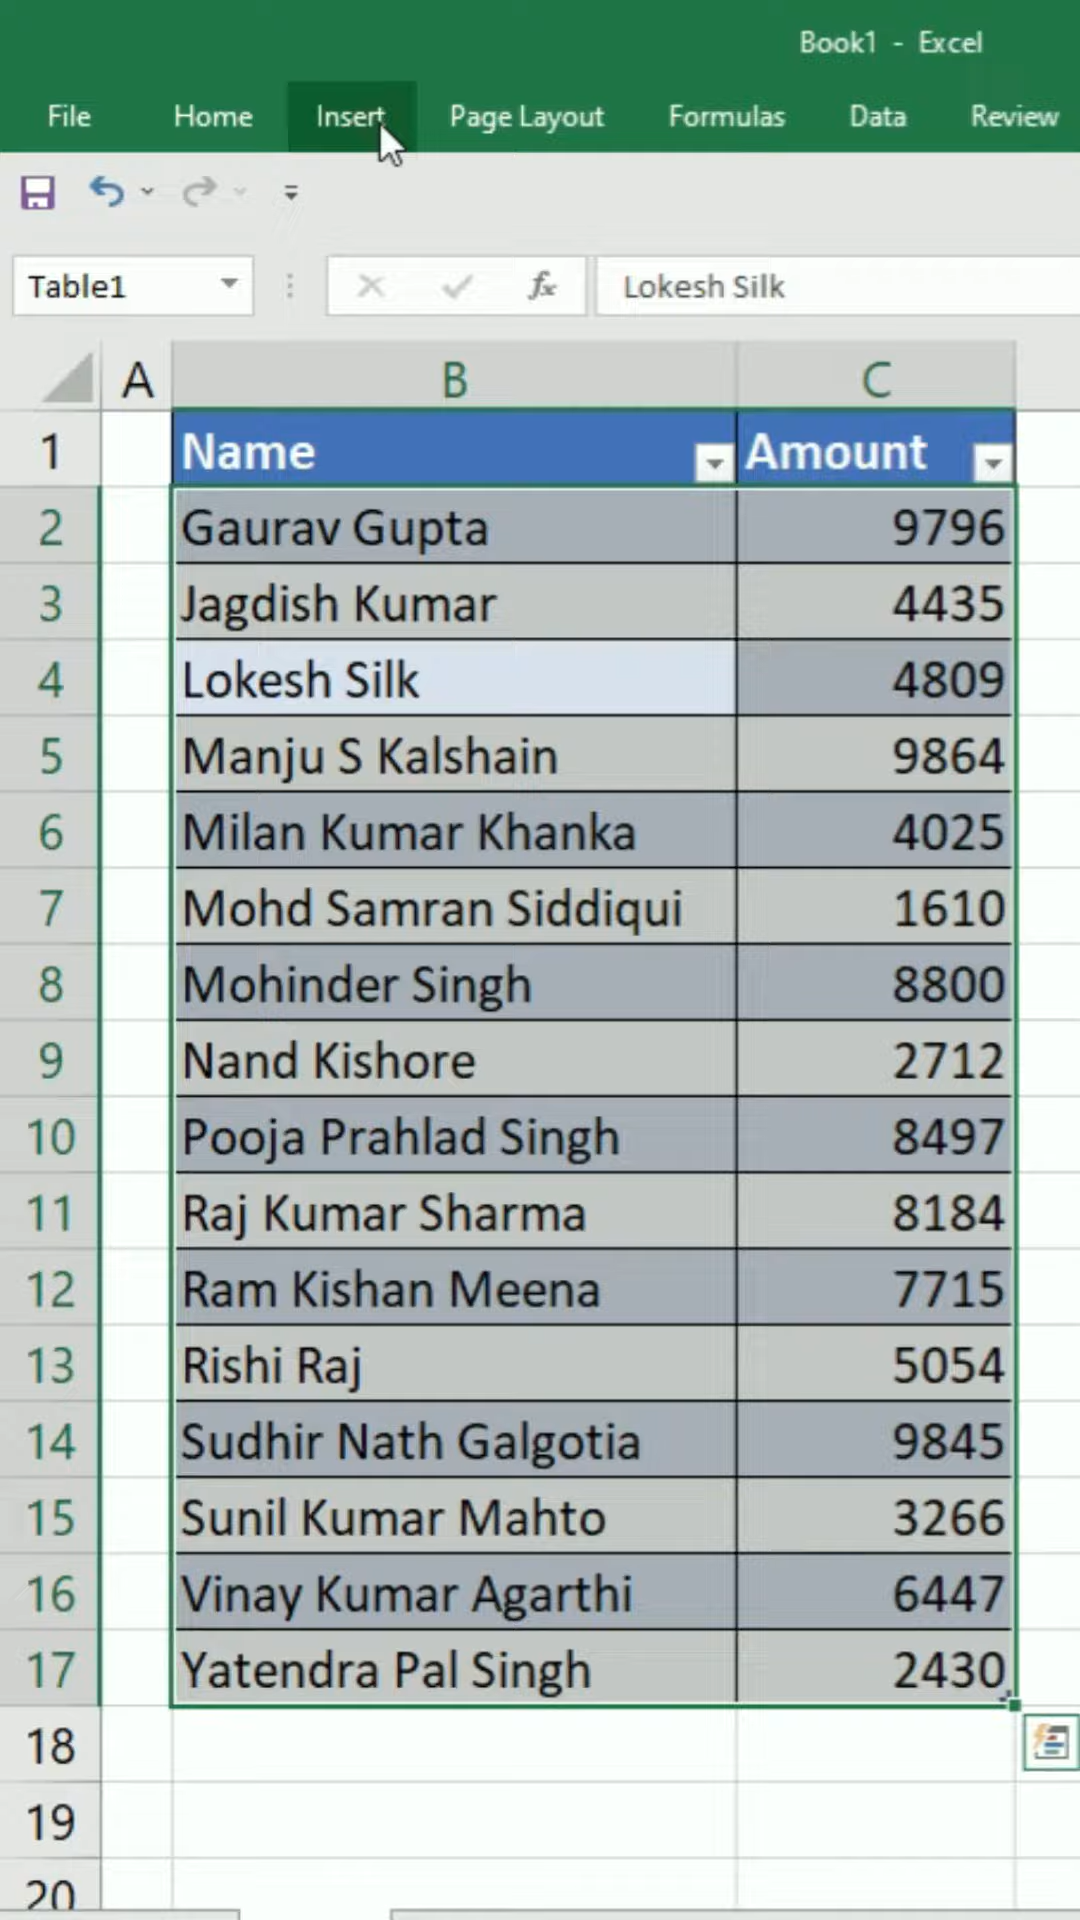 Book1 - Excel
File Home Insert Page Layout Formulas Data Review
Table1 fx Lokesh Silk
A B C
1 Name Amount
2 Gaurav Gupta 9796
3 Jagdish Kumar 4435
4 Lokesh Silk 4809
5 Manju S Kalshain 9864
6 Milan Kumar Khanka 4025
7 Mohd Samran Siddiqui 1610
8 Mohinder Singh 8800
9 Nand Kishore 2712
10 Pooja Prahlad Singh 8497
11 Raj Kumar Sharma 8184
12 Ram Kishan Meena 7715
13 Rishi Raj 5054
14 Sudhir Nath Galgotia 9845
15 Sunil Kumar Mahto 3266
16 Vinay Kumar Agarthi 6447
17 Yatendra Pal Singh 2430
18
19
20